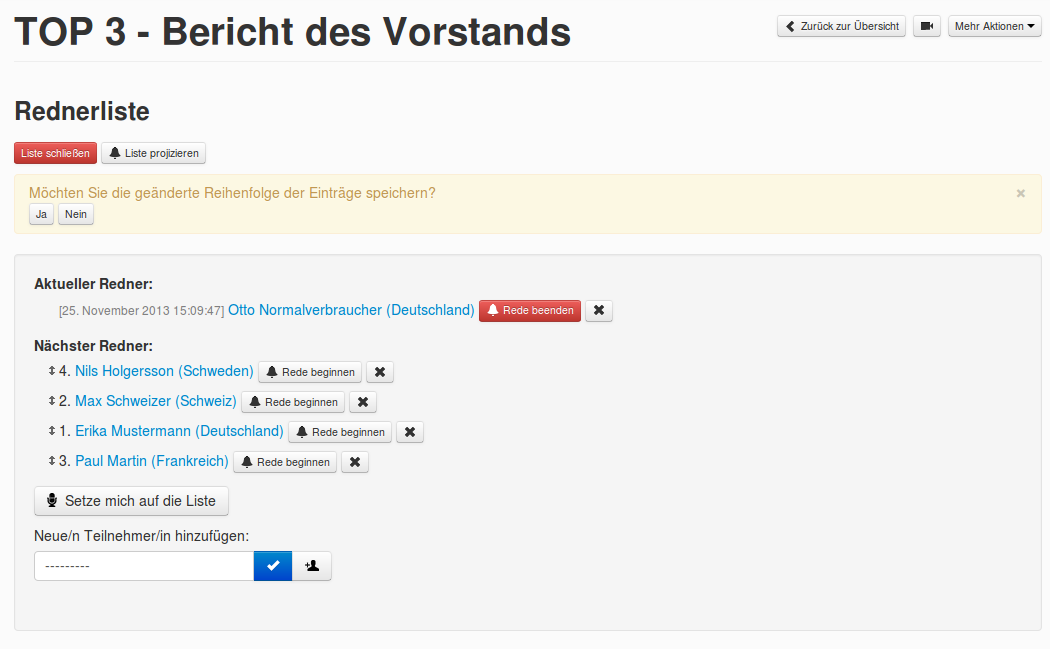 TOP 3 - Bericht des Vorstands
Zurück zur Übersicht Mehr Aktionen
Rednerliste
Liste schließen Liste projizieren
Möchten Sie die geänderte Reihenfolge der Einträge speichern? ×
Ja Nein
Aktueller Redner:
[25. November 2013 15:09:47] Otto Normalverbraucher (Deutschland) Rede beenden
Nächster Redner:
4. Nils Holgersson (Schweden) Rede beginnen
2. Max Schweizer (Schweiz) Rede beginnen
1. Erika Mustermann (Deutschland) Rede beginnen
3. Paul Martin (Frankreich) Rede beginnen
Setze mich auf die Liste
Neue/n Teilnehmer/in hinzufügen:
---------